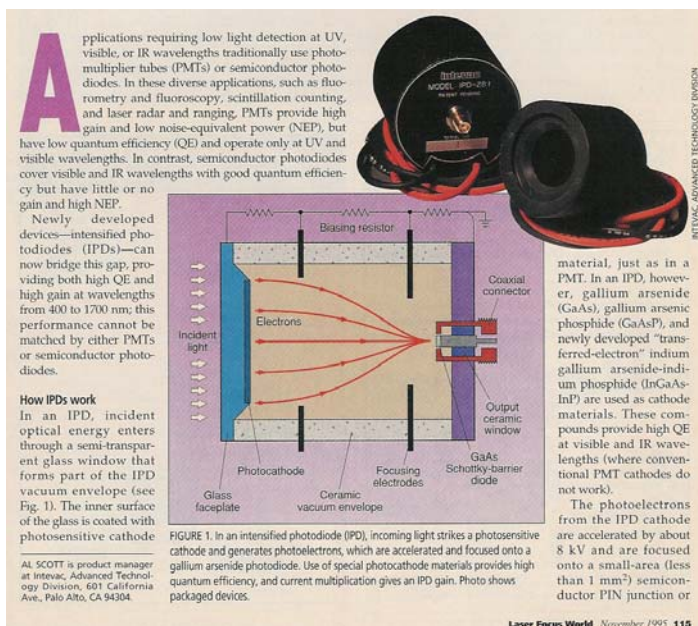 Applications requiring low light detection at UV,
visible, or IR wavelengths traditionally use photo-
multiplier tubes (PMTs) or semiconductor photo-
diodes. In these diverse applications, such as fluo-
rometry and fluoroscopy, scintillation counting,
and laser radar and ranging, PMTs provide high
gain and low noise-equivalent power (NEP), but
have low quantum efficiency (QE) and operate only at UV and
visible wavelengths. In contrast, semiconductor photodiodes
cover visible and IR wavelengths with good quantum efficien-
cy but have little or no
gain and high NEP.
Newly developed
devices—intensified pho-
todiodes (IPDs)—can
now bridge this gap, pro-
viding both high QE and
high gain at wavelengths
from 400 to 1700 nm; this
performance cannot be
matched by either PMTs
or semiconductor photo-
diodes.
How IPDs work
In an IPD, incident
optical energy enters
through a semi-transpar-
ent glass window that
forms part of the IPD
vacuum envelope (see
Fig. 1). The inner surface
of the glass is coated with
photosensitive cathode
AL SCOTT is product manager
at Intevac, Advanced Technol-
ogy Division, 601 California
Ave., Palo Alto, CA 94304.
intevac
MODEL IPD-281
INTEVAC, ADVANCED TECHNOLOGY DIVISION
Biasing resistor
Coaxial
connector
Incident
light
Electrons
Output
ceramic
window
GaAs
Schottky-barrier
diode
Photocathode
Focusing
electrodes
Glass
faceplate
Ceramic
vacuum envelope
FIGURE 1. In an intensified photodiode (IPD), incoming light strikes a photosensitive
cathode and generates photoelectrons, which are accelerated and focused onto a
gallium arsenide photodiode. Use of special photocathode materials provides high
quantum efficiency, and current multiplication gives an IPD gain. Photo shows
packaged devices.
material, just as in a
PMT. In an IPD, howev-
er, gallium arsenide
(GaAs), gallium arsenic
phosphide (GaAsP), and
newly developed "trans-
ferred-electron" indium
gallium arsenide-indi-
um phosphide (InGaAs-
InP) are used as cathode
materials. These com-
pounds provide high QE
at visible and IR wave-
lengths (where conven-
tional PMT cathodes do
not work).
The photoelectrons
from the IPD cathode
are accelerated by about
8 kV and are focused
onto a small-area (less
than 1 mm²) semicon-
ductor PIN junction or
Laser Focus World November 1995 115